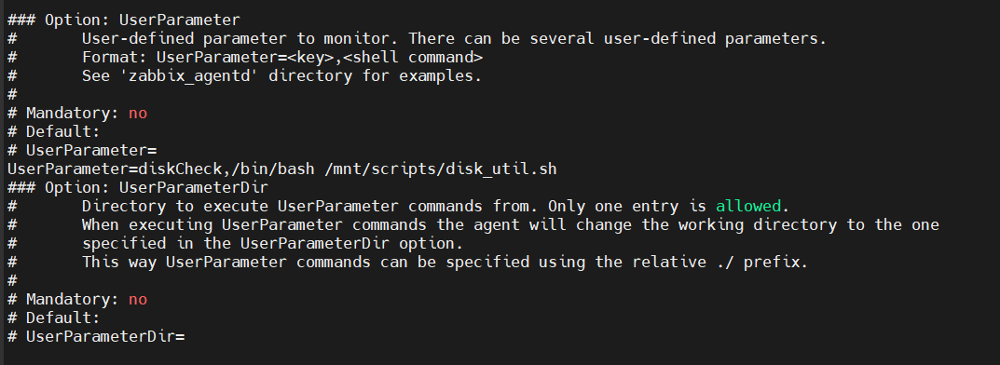 ### Option: UserParameter
#       User-defined parameter to monitor. There can be several user-defined parameters.
#       Format: UserParameter=<key>,<shell command>
#       See 'zabbix_agentd' directory for examples.
#
# Mandatory: no
# Default:
# UserParameter=
UserParameter=diskCheck,/bin/bash /mnt/scripts/disk_util.sh
### Option: UserParameterDir
#       Directory to execute UserParameter commands from. Only one entry is allowed.
#       When executing UserParameter commands the agent will change the working directory to the one
#       specified in the UserParameterDir option.
#       This way UserParameter commands can be specified using the relative ./ prefix.
#
# Mandatory: no
# Default:
# UserParameterDir=